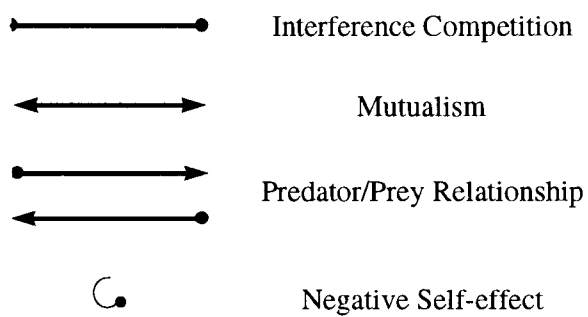 Interference Competition
Mutualism
Predator/Prey Relationship
Negative Self-effect